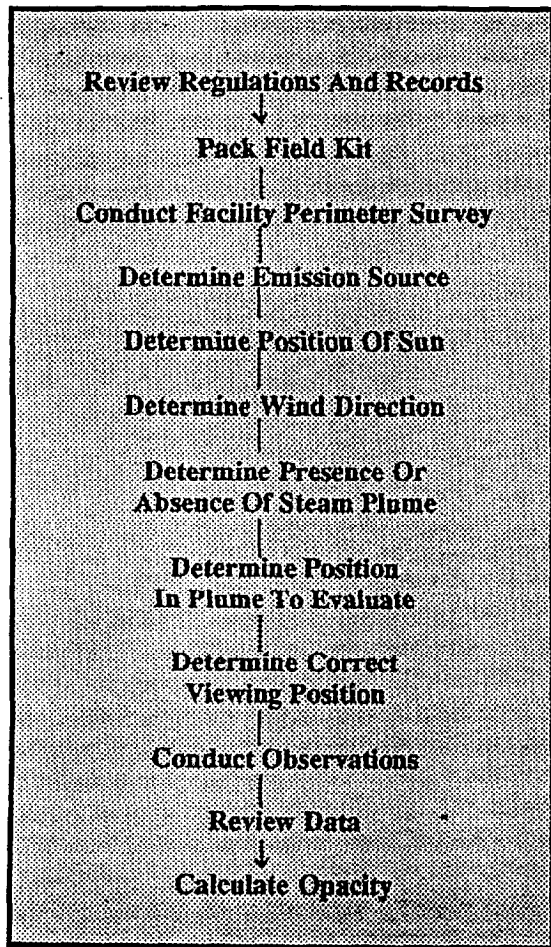 Review Regulations And Records
Pack Field Kit
Conduct Facility Perimeter Survey
Determine Emission Source
Determine Position Of Sun
Determine Wind Direction
Determine Presence Or
Absence Of Steam Plume
Determine Position
In Plume To Evaluate
Determine Correct
Viewing Position
Conduct Observations
Review Data
Calculate Opacity